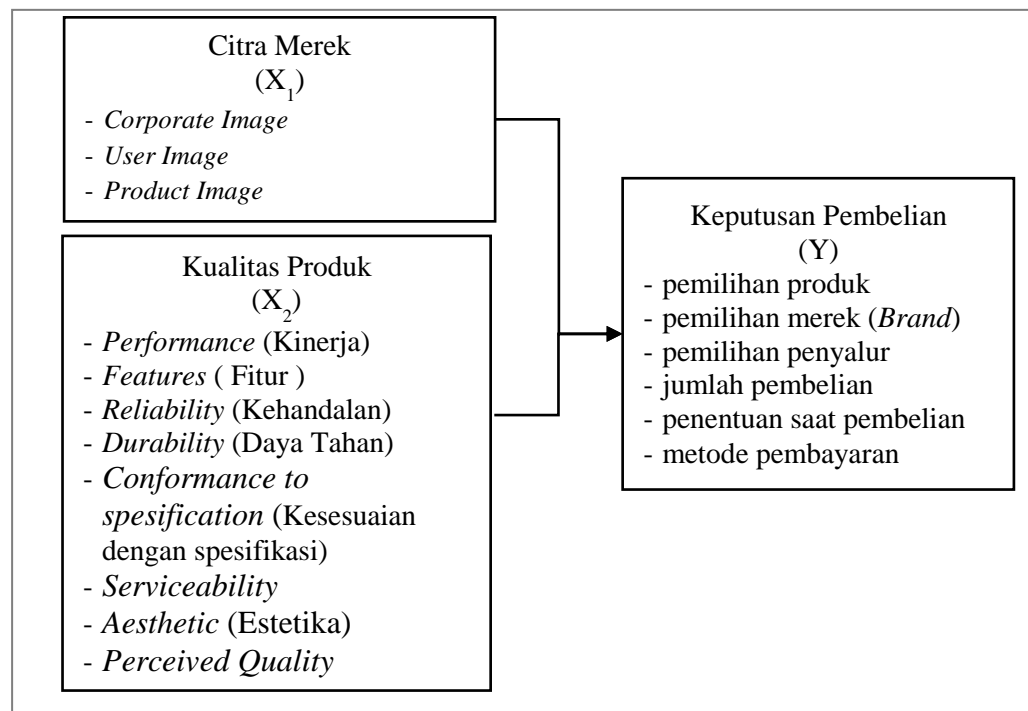 Citra Merek
(X₁)
- Corporate Image
- User Image
- Product Image
Kualitas Produk
(X₂)
- Performance (Kinerja)
- Features ( Fitur )
- Reliability (Kehandalan)
- Durability (Daya Tahan)
- Conformance to
spesification (Kesesuaian
dengan spesifikasi)
- Serviceability
- Aesthetic (Estetika)
- Perceived Quality
Keputusan Pembelian
(Y)
- pemilihan produk
- pemilihan merek (Brand)
- pemilihan penyalur
- jumlah pembelian
- penentuan saat pembelian
- metode pembayaran